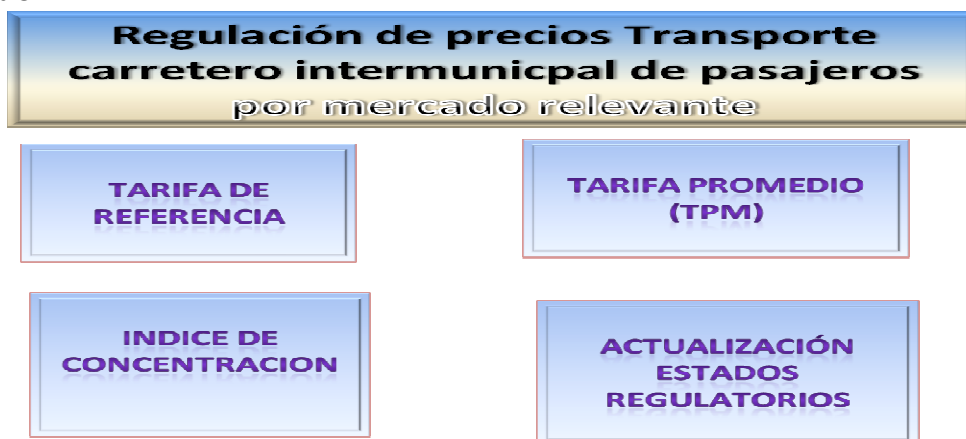 Regulación de precios Transporte
carretero intermunicpal de pasajeros
por mercado relevante
TARIFA DE
REFERENCIA
TARIFA PROMEDIO
(TPM)
INDICE DE
CONCENTRACION
ACTUALIZACIÓN
ESTADOS
REGULATORIOS